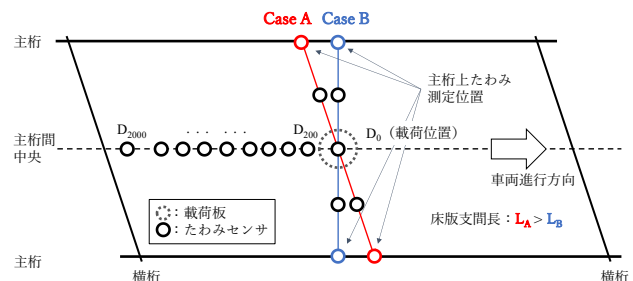 Case A Case B
主桁
主桁上たわみ
測定位置
D2000
・・・ ・・・
D200
D0（載荷位置）
主桁間
中央
車両進行方向
：載荷板
：たわみセンサ
床版支間長：LA＞LB
主桁
横桁
横桁